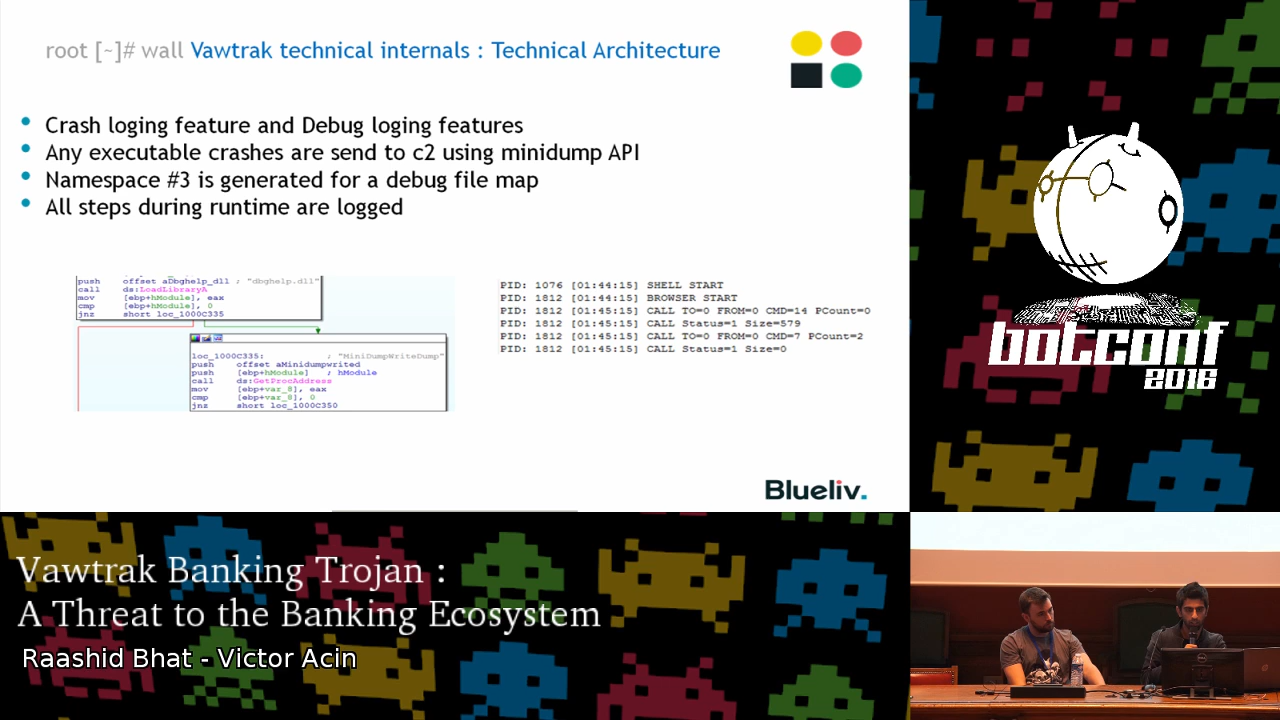 root [~]# wall Vawtrak technical internals : Technical Architecture
Crash loging feature and Debug loging features
Any executable crashes are send to c2 using minidump API
Namespace #3 is generated for a debug file map
All steps during runtime are logged
push offset aDbghelp_dll ; "dbghelp.dll"
call ds:LoadLibraryA
mov [ebp+hModule], eax
cmp [ebp+hModule], 0
jnz short loc_1000C335
loc_1000C335: ; "MiniDumpWriteDump"
push offset aMinidumpwrited
push [ebp+hModule] ; hModule
call ds:GetProcAddress
mov [ebp+var_8], eax
cmp [ebp+var_8], 0
jnz short loc_1000C350
PID: 1076 [01:44:15] SHELL START
PID: 1812 [01:44:15] BROWSER START
PID: 1812 [01:44:15] CALL TO=0 FROM=0 CMD=14 PCount=0
PID: 1812 [01:45:15] CALL Status=1 Size=579
PID: 1812 [01:45:15] CALL TO=0 FROM=0 CMD=7 PCount=2
PID: 1812 [01:45:15] CALL Status=1 Size=0
Blueliv.
botconf
2016
Vawtrak Banking Trojan :
A Threat to the Banking Ecosystem
Raashid Bhat - Victor Acin